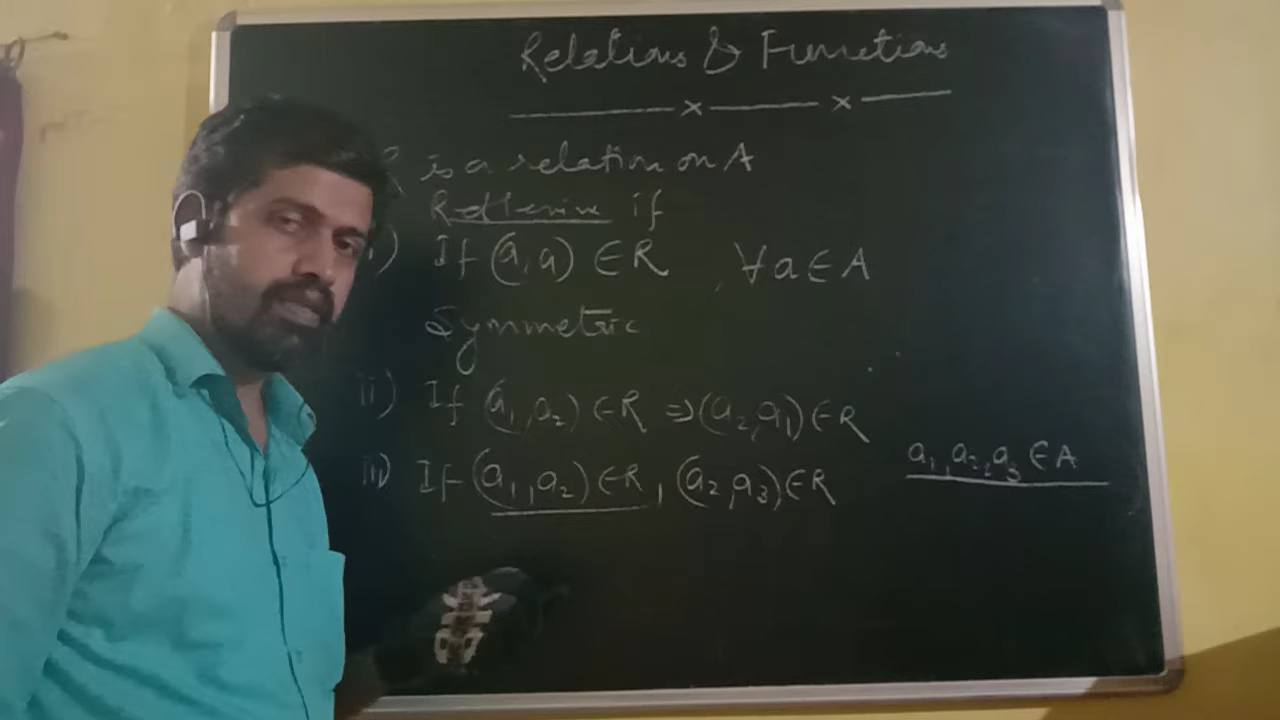 Relations & Functions
R is a relation on A
Reflexive if
i) If (a, a) ∈ R , ∀ a ∈ A
Symmetric
ii) If (a₁, a₂) ∈ R ⇒ (a₂, a₁) ∈ R
iii) If (a₁, a₂) ∈ R, (a₂, a₃) ∈ R
a₁, a₂, a₃ ∈ A